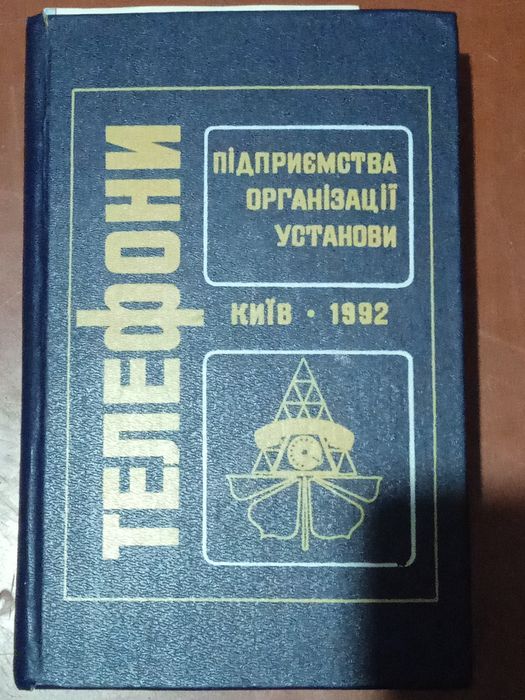 ТЕЛЕФОНИ
ПІДПРИЄМСТВА
ОРГАНІЗАЦІЇ
УСТАНОВИ
КИЇВ • 1992